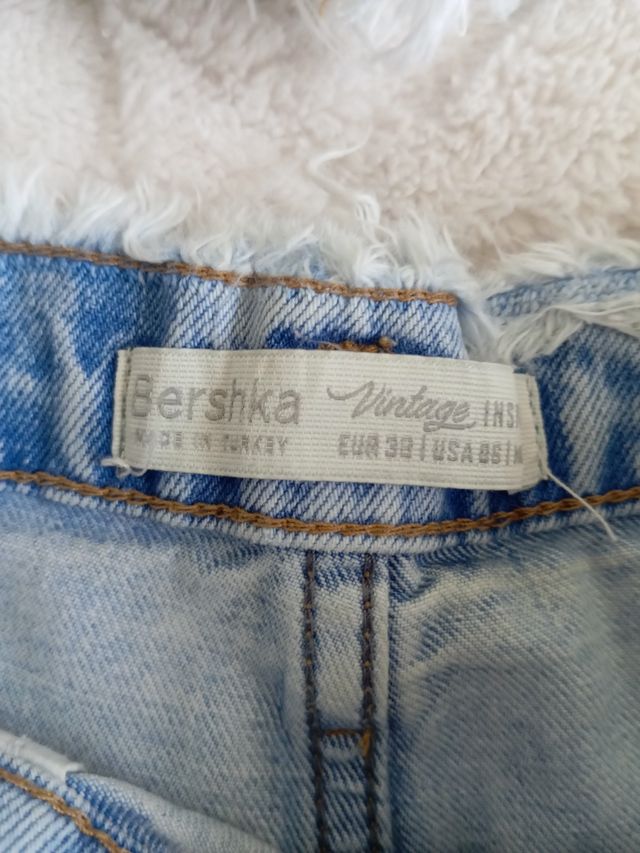 Bershka Vintage
MADE IN TURKEY EUR 38 | USA 06 |